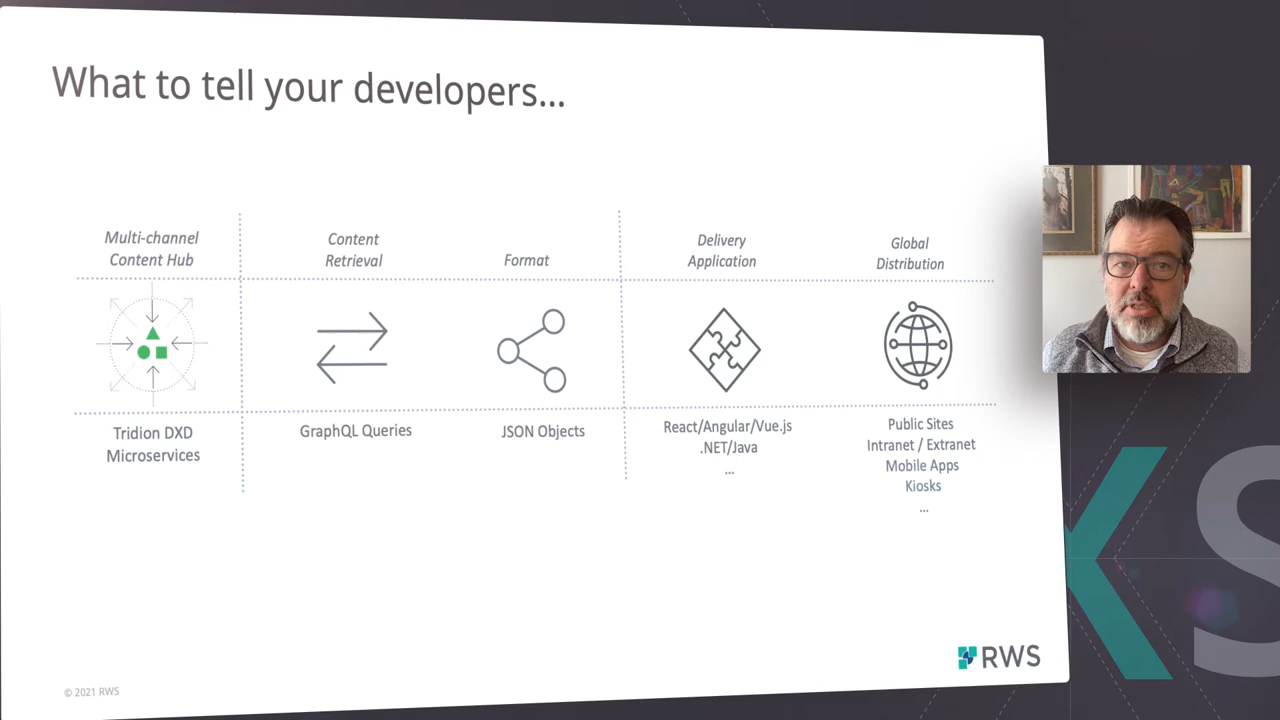 What to tell your developers...
Multi-channel
Content Hub
Content
Retrieval
Format
Delivery
Application
Global
Distribution
Tridion DXD
Microservices
GraphQL Queries
JSON Objects
React/Angular/Vue.js
.NET/Java
...
Public Sites
Intranet / Extranet
Mobile Apps
Kiosks
...
RWS
© 2021 RWS